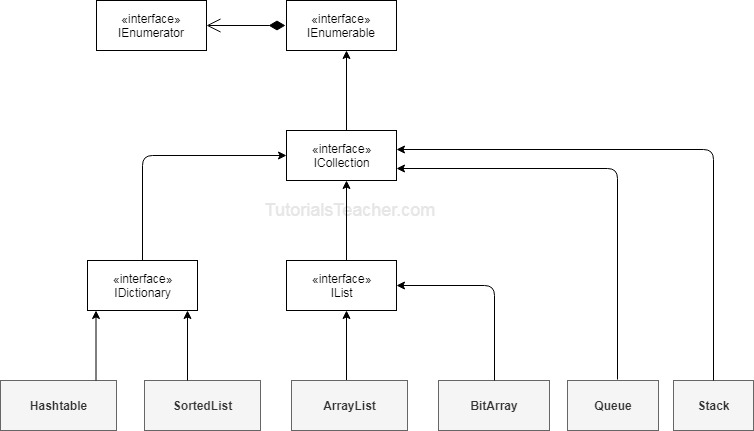 «interface»
IEnumerator
«interface»
IEnumerable
«interface»
ICollection
TutorialsTeacher.com
«interface»
IDictionary
«interface»
IList
Hashtable
SortedList
ArrayList
BitArray
Queue
Stack